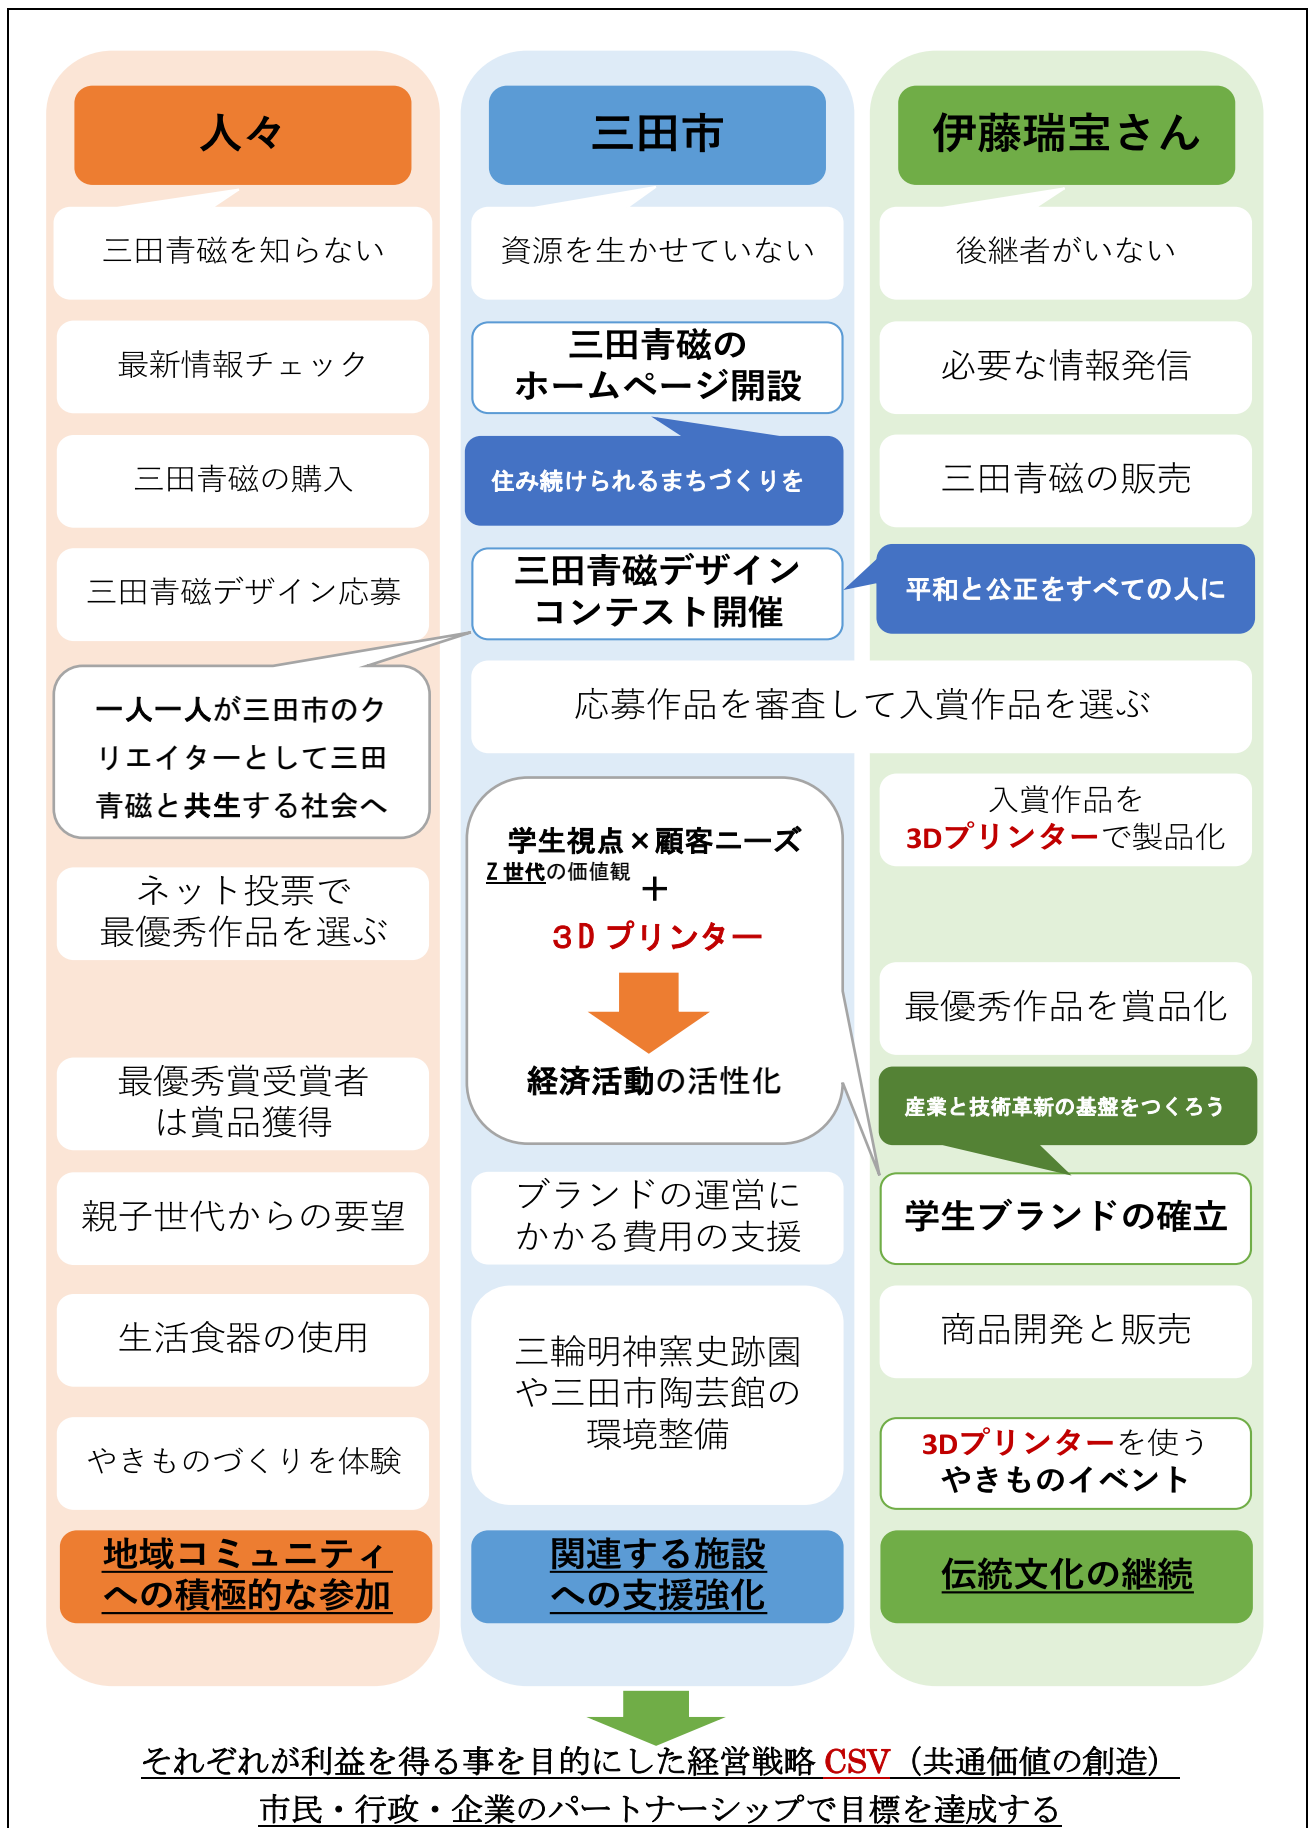 人々
三田青磁を知らない
最新情報チェック
三田青磁の購入
三田青磁デザイン応募
一人一人が三田市のク
リエイターとして三田
青磁と共生する社会へ
ネット投票で
最優秀作品を選ぶ
最優秀賞受賞者
は賞品獲得
親子世代からの要望
生活食器の使用
やきものづくりを体験
地域コミュニティ
への積極的な参加
三田市
資源を生かせていない
三田青磁の
ホームページ開設
住み続けられるまちづくりを
三田青磁デザイン
コンテスト開催
応募作品を審査して入賞作品を選ぶ
学生視点×顧客ニーズ
Z 世代の価値観
＋
３D プリンター
経済活動の活性化
ブランドの運営に
かかる費用の支援
三輪明神窯史跡園
や三田市陶芸館の
環境整備
関連する施設
への支援強化
伊藤瑞宝さん
後継者がいない
必要な情報発信
三田青磁の販売
平和と公正をすべての人に
入賞作品を
3Dプリンターで製品化
最優秀作品を賞品化
産業と技術革新の基盤をつくろう
学生ブランドの確立
商品開発と販売
3Dプリンターを使う
やきものイベント
伝統文化の継続
それぞれが利益を得る事を目的にした経営戦略 CSV（共通価値の創造）
市民・行政・企業のパートナーシップで目標を達成する